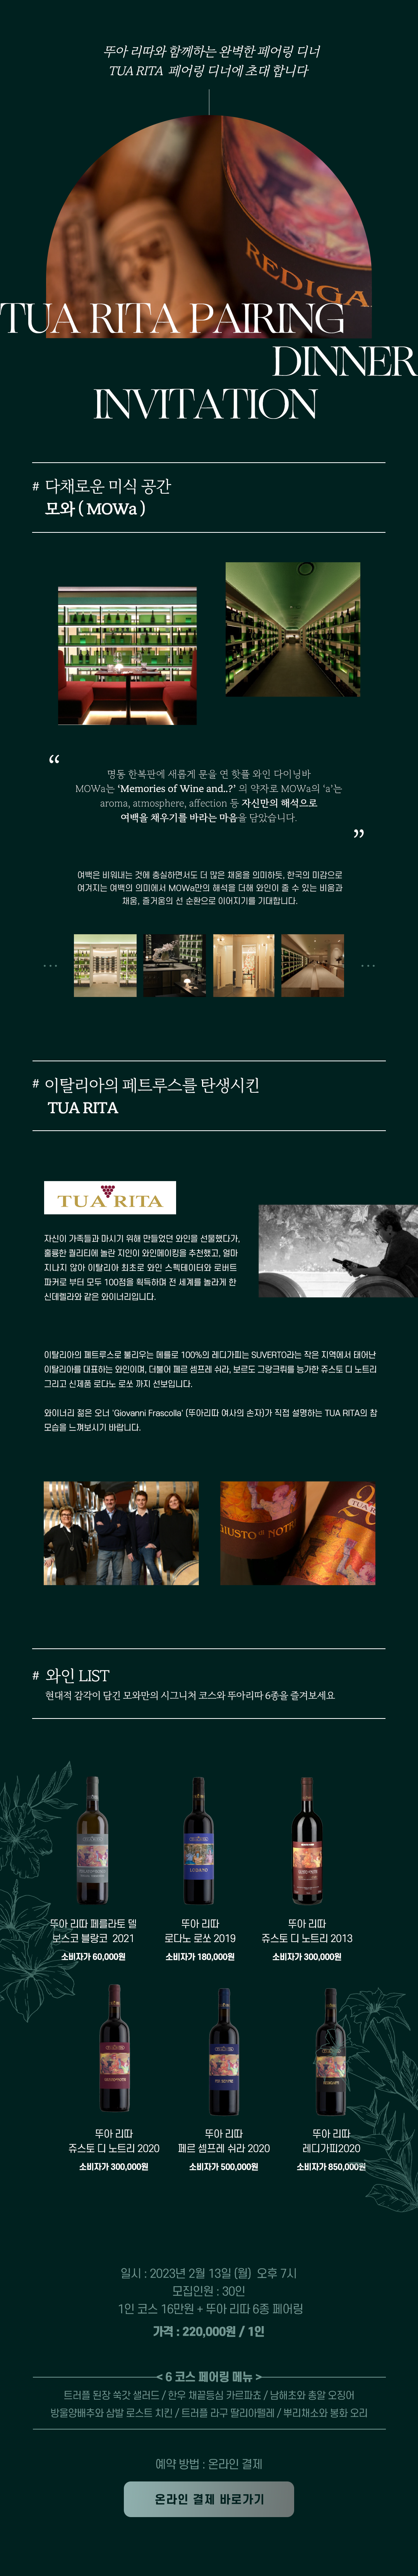 뚜아 리따와 함께하는 완벽한 페어링 디너
TUA RITA 페어링 디너에 초대 합니다
REDIGA
TUA RITA PAIRING
DINNER
INVITATION
# 다채로운 미식 공간
모와 ( MOWa )
“
명동 한복판에 새롭게 문을 연 핫플 와인 다이닝바
MOWa는 ‘Memories of Wine and..?’ 의 약자로 MOWa의 ‘a’는
aroma, atmosphere, affection 등 자신만의 해석으로
여백을 채우기를 바라는 마음을 담았습니다.
”
여백은 비워내는 것에 충실하면서도 더 많은 채움을 의미하듯, 한국의 미감으로
여겨지는 여백의 의미에서 MOWa만의 해석을 더해 와인이 줄 수 있는 비움과
채움, 즐거움의 선 순환으로 이어지기를 기대합니다.
# 이탈리아의 페트루스를 탄생시킨
TUA RITA
TUA RITA
자신이 가족들과 마시기 위해 만들었던 와인을 선물했다가,
훌륭한 퀄리티에 놀란 지인이 와인메이킹을 추천했고, 얼마
지나지 않아 이탈리아 최초로 와인 스펙테이터와 로버트
파커로 부터 모두 100점을 획득하며 전 세계를 놀라게 한
신데렐라와 같은 와이너리입니다.
이탈리아의 페트루스로 불리우는 메를로 100%의 레디가피는 SUVERTO라는 작은 지역에서 태어난
이탈리아를 대표하는 와인이며, 더불어 페르 셈프레 쉬라, 보르도 그랑크뤼를 능가한 쥬스토 디 노트리
그리고 신제품 로다노 로쏘 까지 선보입니다.
와이너리 젊은 오너 ‘Giovanni Frascolla’ (뚜아리따 여사의 손자)가 직접 설명하는 TUA RITA의 참
모습을 느껴보시기 바랍니다.
GIUSTO di NOTRI
# 와인 LIST
현대적 감각이 담긴 모와만의 시그니처 코스와 뚜아리따 6종을 즐겨보세요
뚜아 리따 페를라토 델
보스코 블랑코 2021
소비자가 60,000원
뚜아 리따
로다노 로쏘 2019
소비자가 180,000원
뚜아 리따
쥬스토 디 노트리 2013
소비자가 300,000원
뚜아 리따
쥬스토 디 노트리 2020
소비자가 300,000원
뚜아 리따
페르 셈프레 쉬라 2020
소비자가 500,000원
뚜아 리따
레디가피2020
소비자가 850,000원
일시 : 2023년 2월 13일 (월) 오후 7시
모집인원 : 30인
1인 코스 16만원 + 뚜아 리따 6종 페어링
가격 : 220,000원 / 1인
< 6 코스 페어링 메뉴 >
트러플 된장 쑥갓 샐러드 / 한우 채끝등심 카르파쵸 / 남해초와 총알 오징어
방울양배추와 삼발 로스트 치킨 / 트러플 라구 딸리아뗄레 / 뿌리채소와 봉화 오리
예약 방법 : 온라인 결제
온라인 결제 바로가기